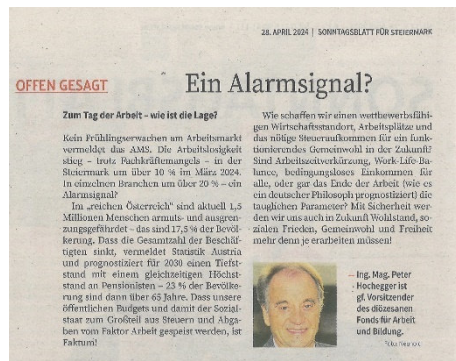 28. APRIL 2024 | SONNTAGSBLATT FÜR STEIERMARK
OFFEN GESAGT
Ein Alarmsignal?
Zum Tag der Arbeit – wie ist die Lage?
Kein Frühlingserwachen am Arbeitsmarkt
vermeldet das AMS. Die Arbeitslosigkeit
stieg – trotz Fachkräftemangels – in der
Steiermark um über 10 % im März 2024.
In einzelnen Branchen um über 20 % – ein
Alarmsignal?
Im „reichen Österreich“ sind aktuell 1,5
Millionen Menschen armuts- und ausgren-
zungsgefährdet – das sind 17,5 % der Bevöl-
kerung. Dass die Gesamtzahl der Beschäf-
tigten sinkt, vermeldet Statistik Austria
und prognostiziert für 2030 einen Tiefst-
stand mit einem gleichzeitigen Höchst-
stand an Pensionisten – 23 % der Bevölke-
rung sind dann über 65 Jahre. Dass unsere
öffentlichen Budgets und damit der Sozial-
staat zum Großteil aus Steuern und Abga-
ben vom Faktor Arbeit gespeist werden, ist
Faktum!
Wie schaffen wir einen wettbewerbsfähi-
gen Wirtschaftsstandort, Arbeitsplätze und
das nötige Steueraufkommen für ein funk-
tionierendes Gemeinwohl in der Zukunft?
Sind Arbeitszeitverkürzung, Work-Life-Ba-
lance, bedingungsloses Einkommen für
alle, oder gar das Ende der Arbeit (wie es
ein deutscher Philosoph prognostiziert) die
tauglichen Parameter? Mit Sicherheit wer-
den wir uns auch in Zukunft Wohlstand, so-
zialen Frieden, Gemeinwohl und Freiheit
mehr denn je erarbeiten müssen!
Ing. Mag. Peter
Hochegger ist
gf. Vorsitzender
des diözesanen
Fonds für Arbeit
und Bildung.
Foto: